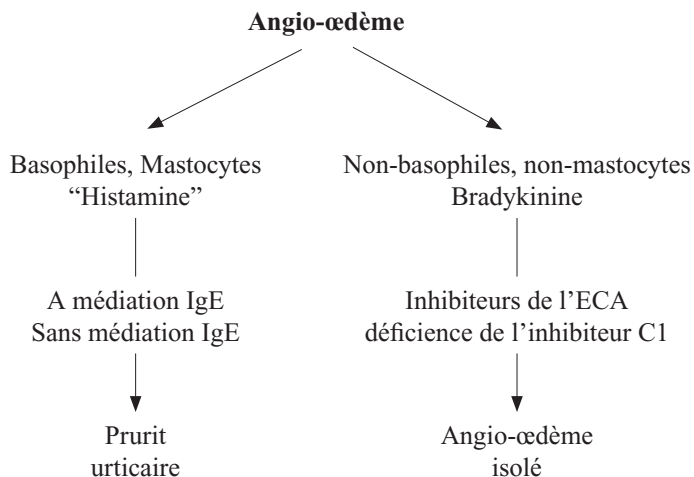 Angio-œdème
Basophiles, Mastocytes
“Histamine”
Non-basophiles, non-mastocytes
Bradykinine
A médiation IgE
Sans médiation IgE
Inhibiteurs de l’ECA
déficience de l’inhibiteur C1
Prurit
urticaire
Angio-œdème
isolé